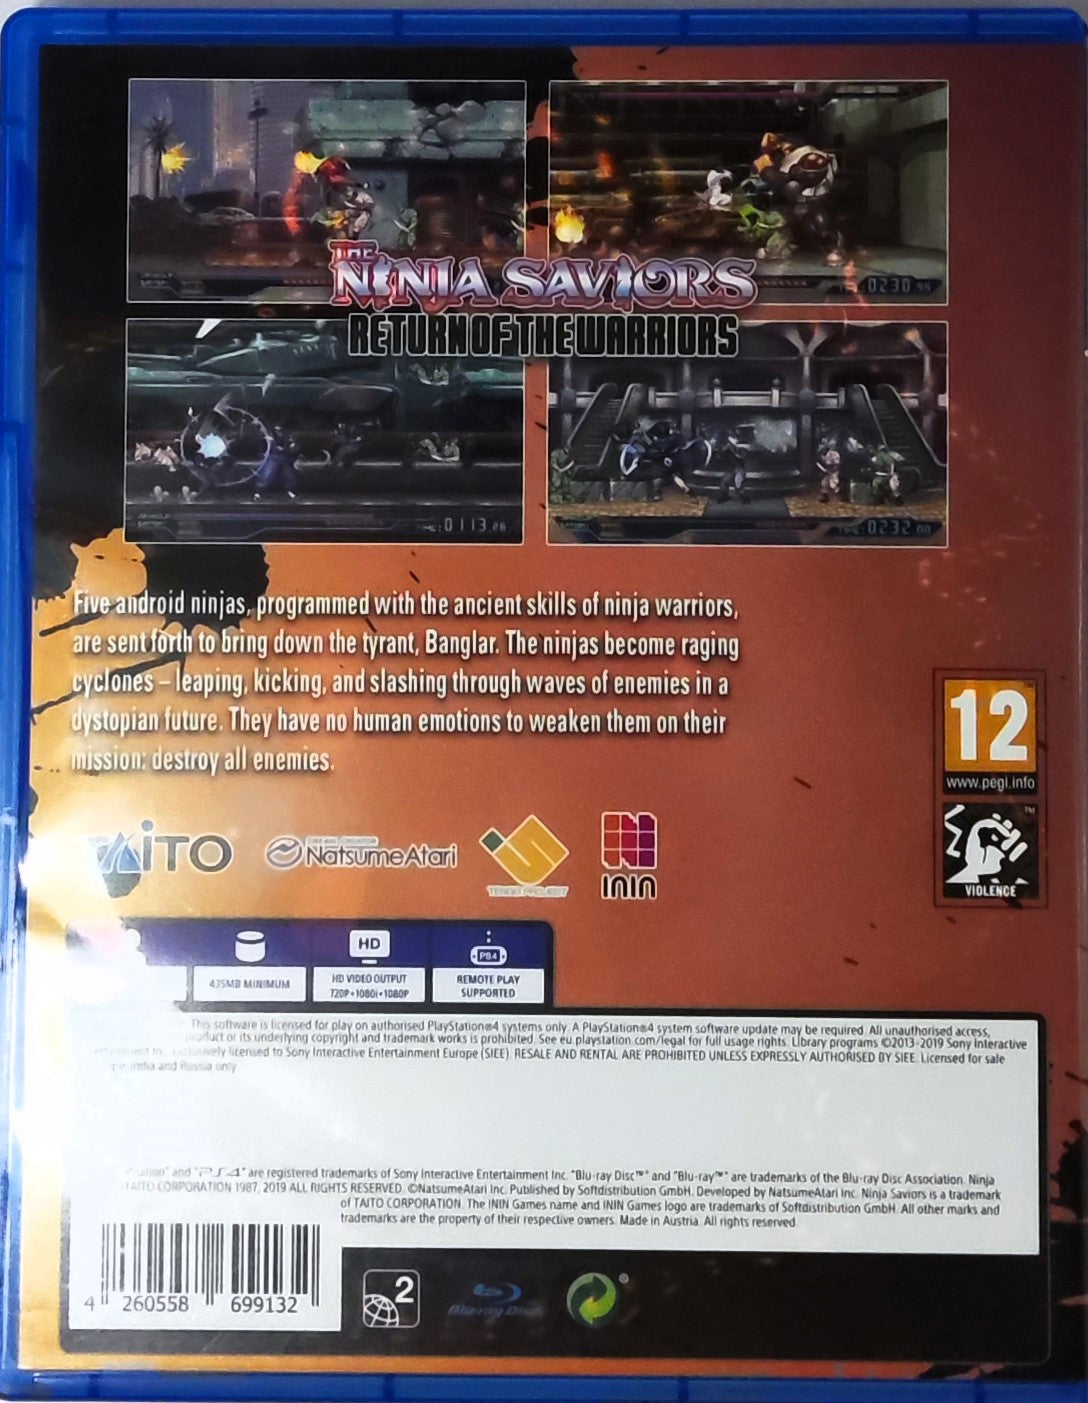 THE
NINJA SAVIORS
RETURN OF THE WARRIORS
0230
0113.86
0232 00
Five android ninjas, programmed with the ancient skills of ninja warriors,
are sent forth to bring down the tyrant, Banglar. The ninjas become raging
cyclones – leaping, kicking, and slashing through waves of enemies in a
dystopian future. They have no human emotions to weaken them on their
mission: destroy all enemies.
12
www.pegi.info
VIOLENCE
TAITO
NatsumeAtari
TENGO PROJECT
ININ
HD
PS4
435MB MINIMUM
HD VIDEO OUTPUT
720P•1080i•1080P
REMOTE PLAY
SUPPORTED
This software is licensed for play on authorised PlayStation®4 systems only. A PlayStation®4 system software update may be required. All unauthorised access,
product or its underlying copyright and trademark works is prohibited. See eu.playstation.com/legal for full usage rights. Library programs ©2013-2019 Sony Interactive
exclusively licensed to Sony Interactive Entertainment Europe (SIEE). RESALE AND RENTAL ARE PROHIBITED UNLESS EXPRESSLY AUTHORISED BY SIEE. Licensed for sale
India and Russia only.
and "PS4" are registered trademarks of Sony Interactive Entertainment Inc. "Blu-ray Disc™" and "Blu-ray™" are trademarks of the Blu-ray Disc Association. Ninja
TAITO CORPORATION 1987, 2019 ALL RIGHTS RESERVED. ©NatsumeAtari Inc. Published by Softdistribution GmbH. Developed by NatsumeAtari Inc. Ninja Saviors is a trademark
of TAITO CORPORATION. The ININ Games name and ININ Games logo are trademarks of Softdistribution GmbH. All other marks and
trademarks are the property of their respective owners. Made in Austria. All rights reserved.
4 260558 699132
2
Blu-ray Disc